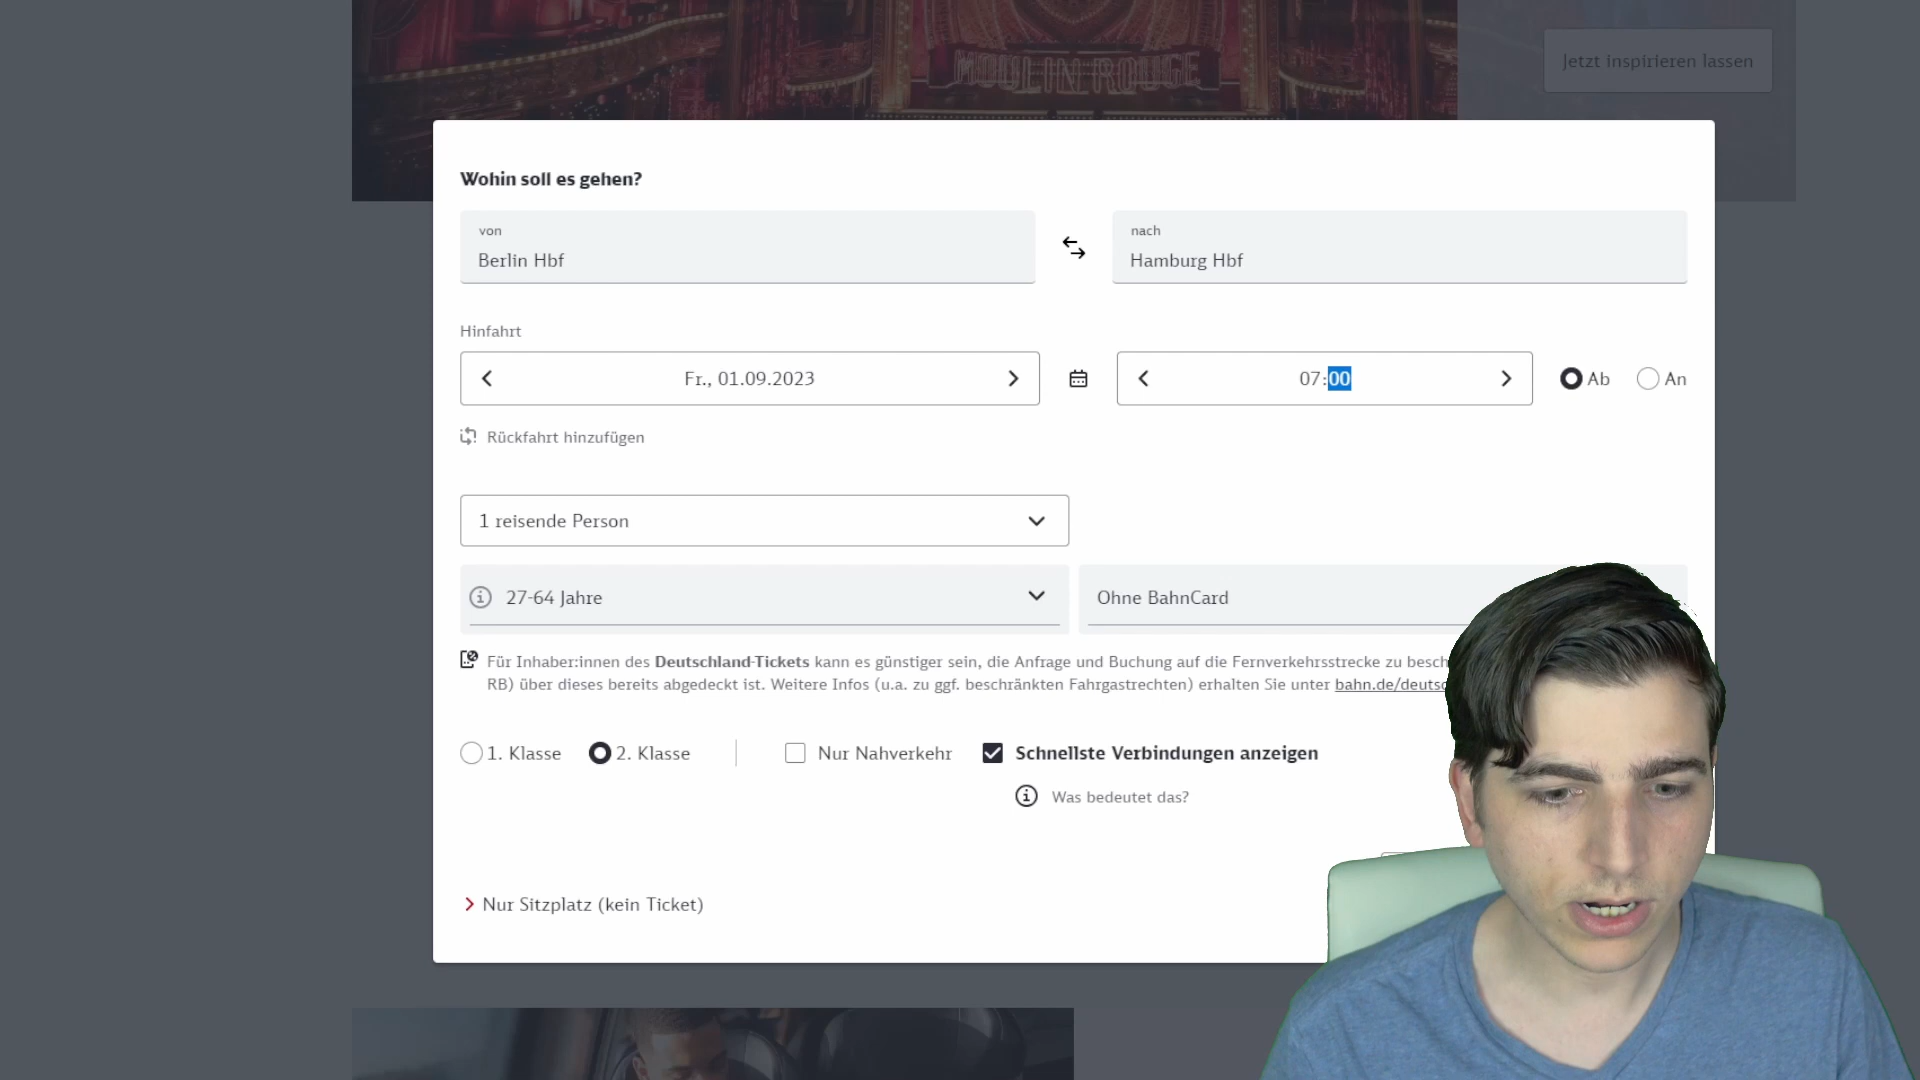 MOULIN ROUGE
Jetzt inspirieren lassen
Wohin soll es gehen?
von
Berlin Hbf
nach
Hamburg Hbf
Hinfahrt
Fr., 01.09.2023
07:00
Ab
An
Rückfahrt hinzufügen
1 reisende Person
27-64 Jahre
Ohne BahnCard
Für Inhaber:innen des Deutschland-Tickets kann es günstiger sein, die Anfrage und Buchung auf die Fernverkehrsstrecke zu
RB) über dieses bereits abgedeckt ist. Weitere Infos (u.a. zu ggf. beschränkten Fahrgastrechten) erhalten Sie unter
1. Klasse
2. Klasse
Nur Nahverkehr
Schnellste Verbindungen anzeigen
Was bedeutet das?
Nur Sitzplatz (kein Ticket)